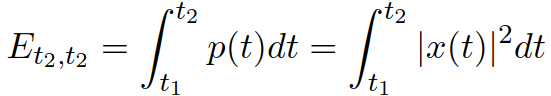 E_{t_2,t_2} = \int_{t_1}^{t_2} p(t)dt = \int_{t_1}^{t_2} |x(t)|^2 dt